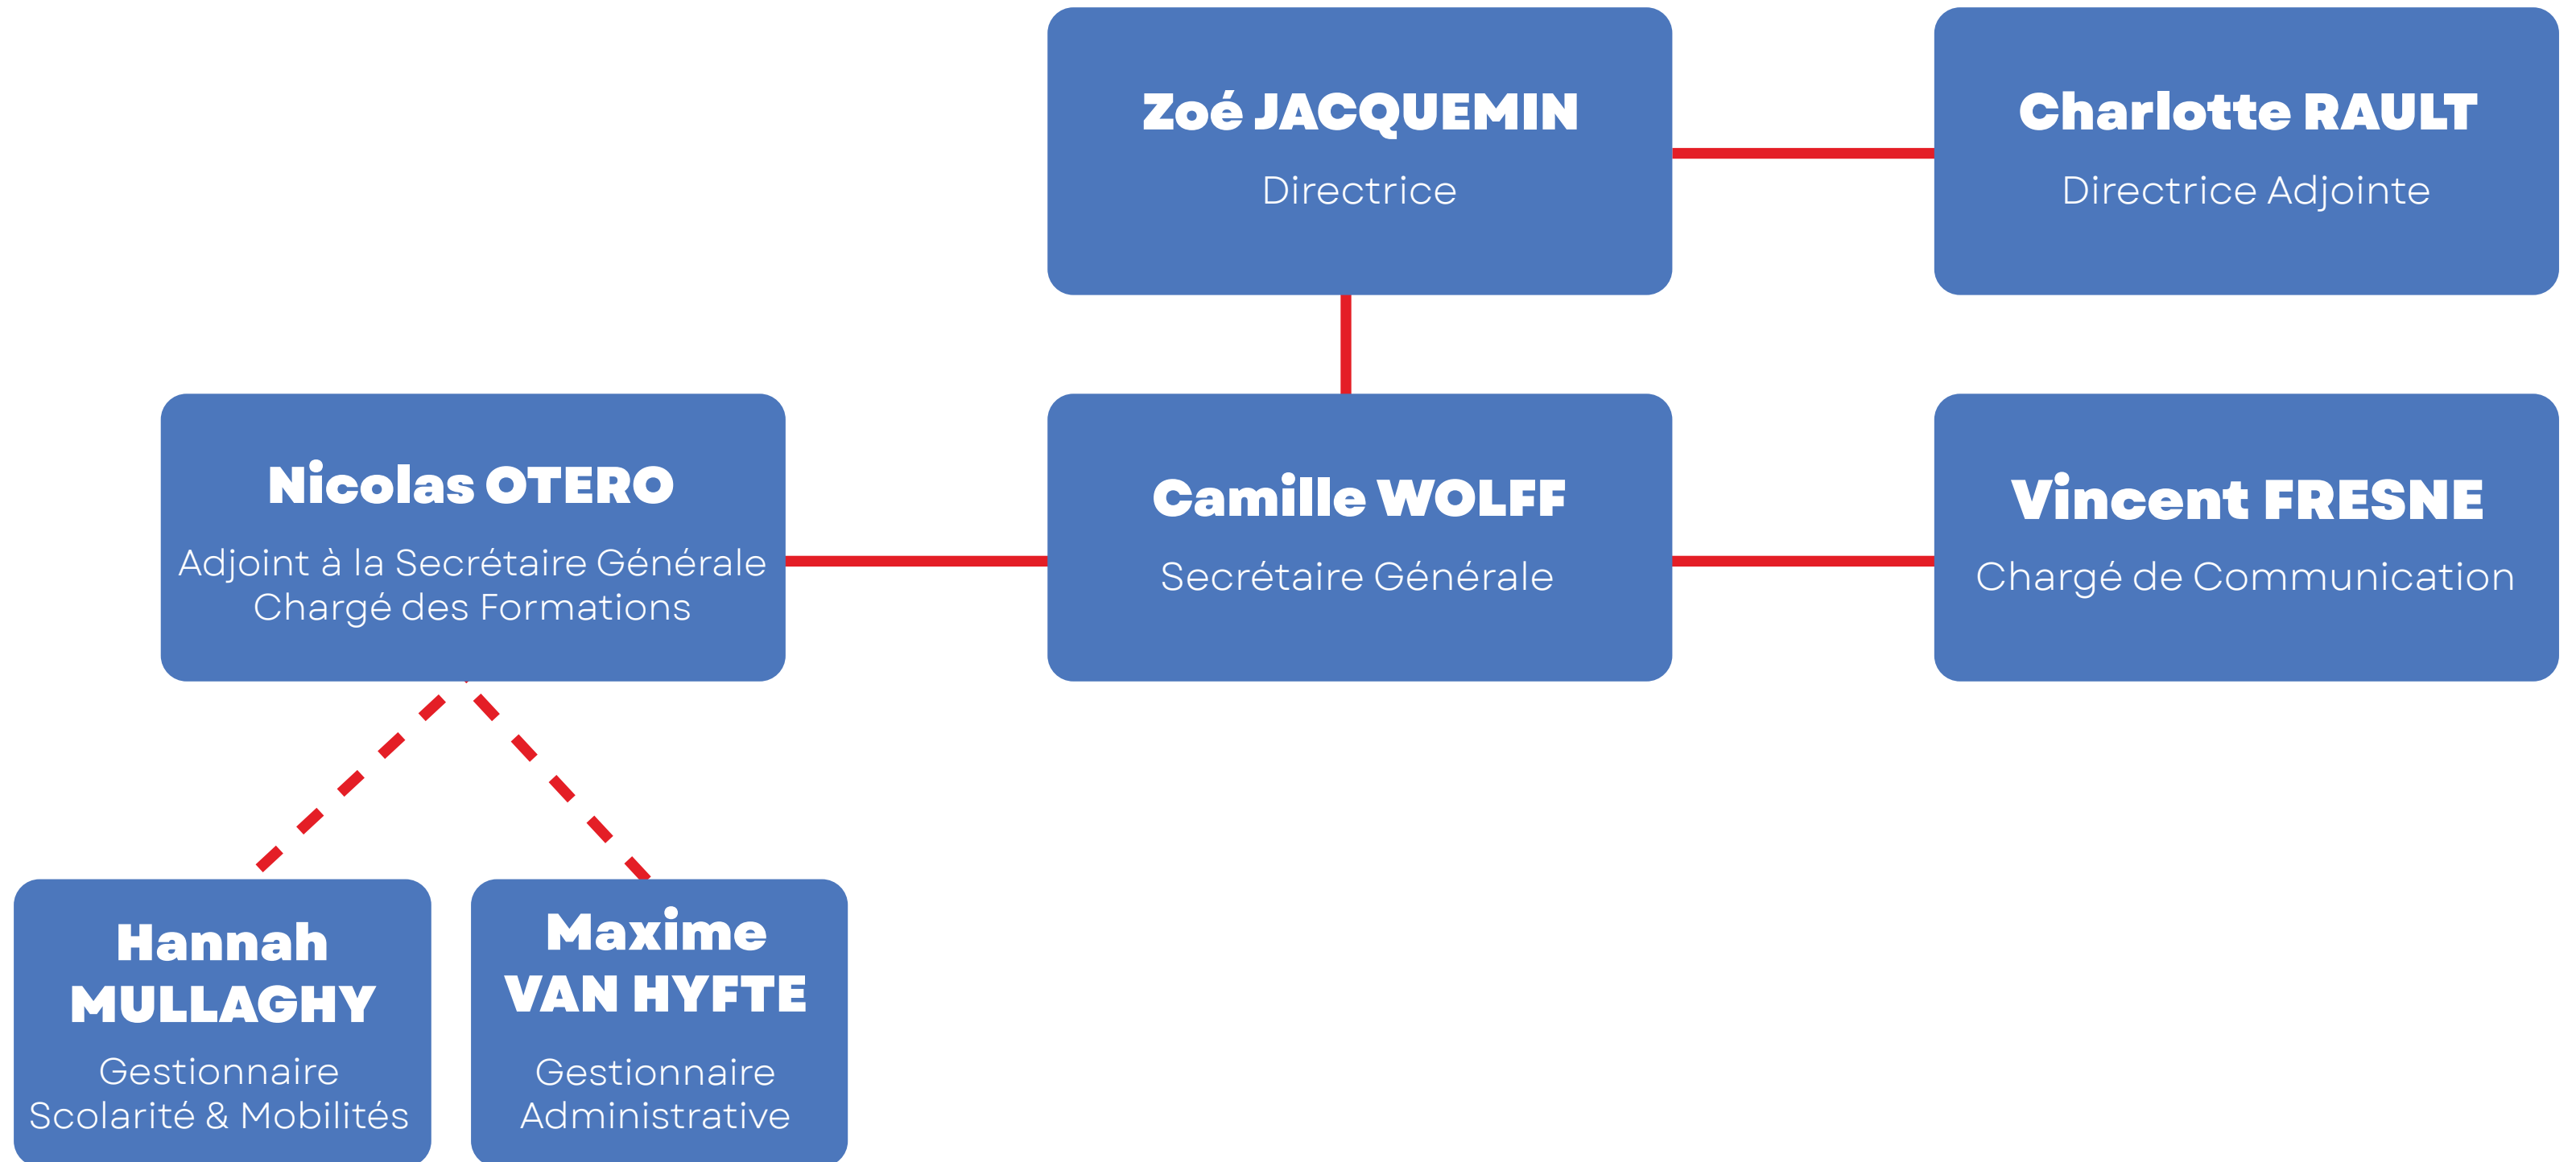 Zoé JACQUEMIN
Directrice
Charlotte RAULT
Directrice Adjointe
Nicolas OTERO
Adjoint à la Secrétaire Générale
Chargé des Formations
Camille WOLFF
Secrétaire Générale
Vincent FRESNE
Chargé de Communication
Hannah
MULLAGHY
Gestionnaire
Scolarité & Mobilités
Maxime
VAN HYFTE
Gestionnaire
Administrative